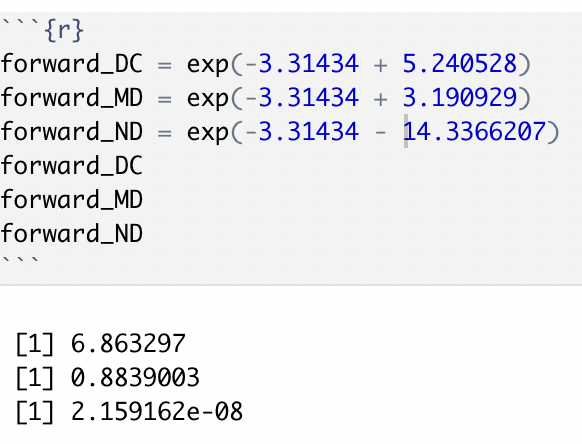 ```{r}
forward_DC = exp(-3.31434 + 5.240528)
forward_MD = exp(-3.31434 + 3.190929)
forward_ND = exp(-3.31434 - 14.3366207)
forward_DC
forward_MD
forward_ND
```
[1] 6.863297
[1] 0.8839003
[1] 2.159162e-08